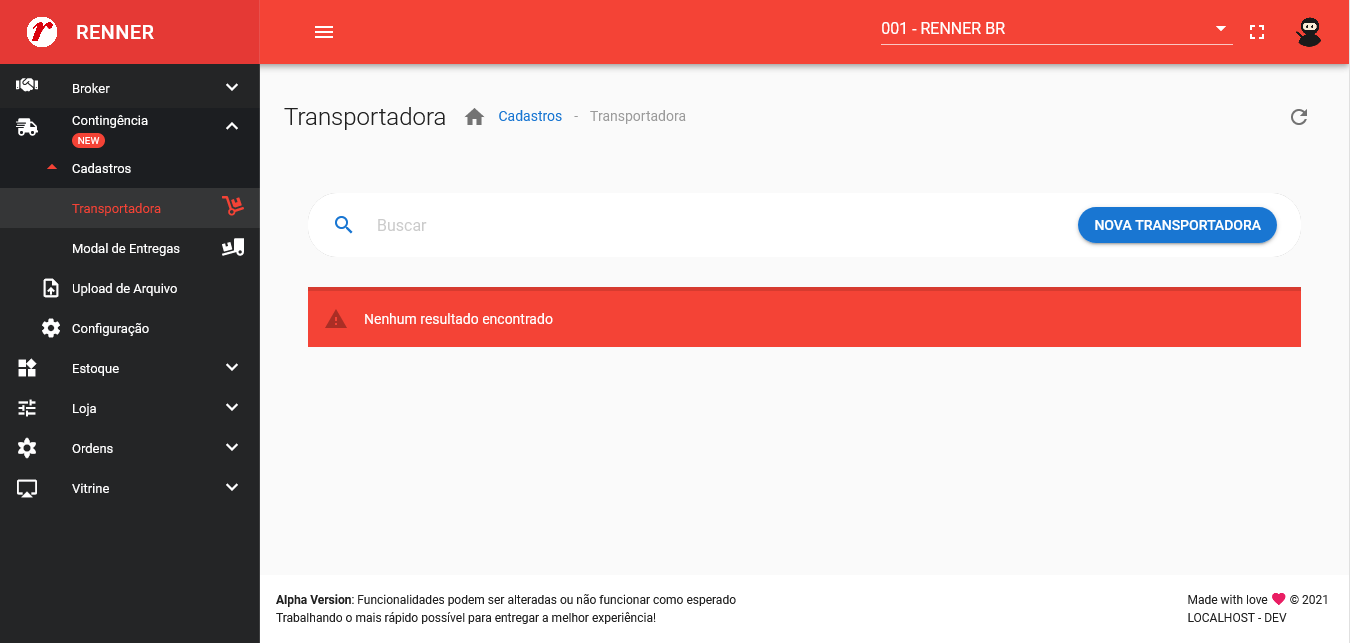 RENNER
001 - RENNER BR
Broker
Contingência
NEW
Cadastros
Transportadora
Modal de Entregas
Upload de Arquivo
Configuração
Estoque
Loja
Ordens
Vitrine
Transportadora Cadastros - Transportadora
Buscar
NOVA TRANSPORTADORA
Nenhum resultado encontrado
Alpha Version: Funcionalidades podem ser alteradas ou não funcionar como esperado
Trabalhando o mais rápido possível para entregar a melhor experiência!
Made with love ❤ © 2021
LOCALHOST - DEV